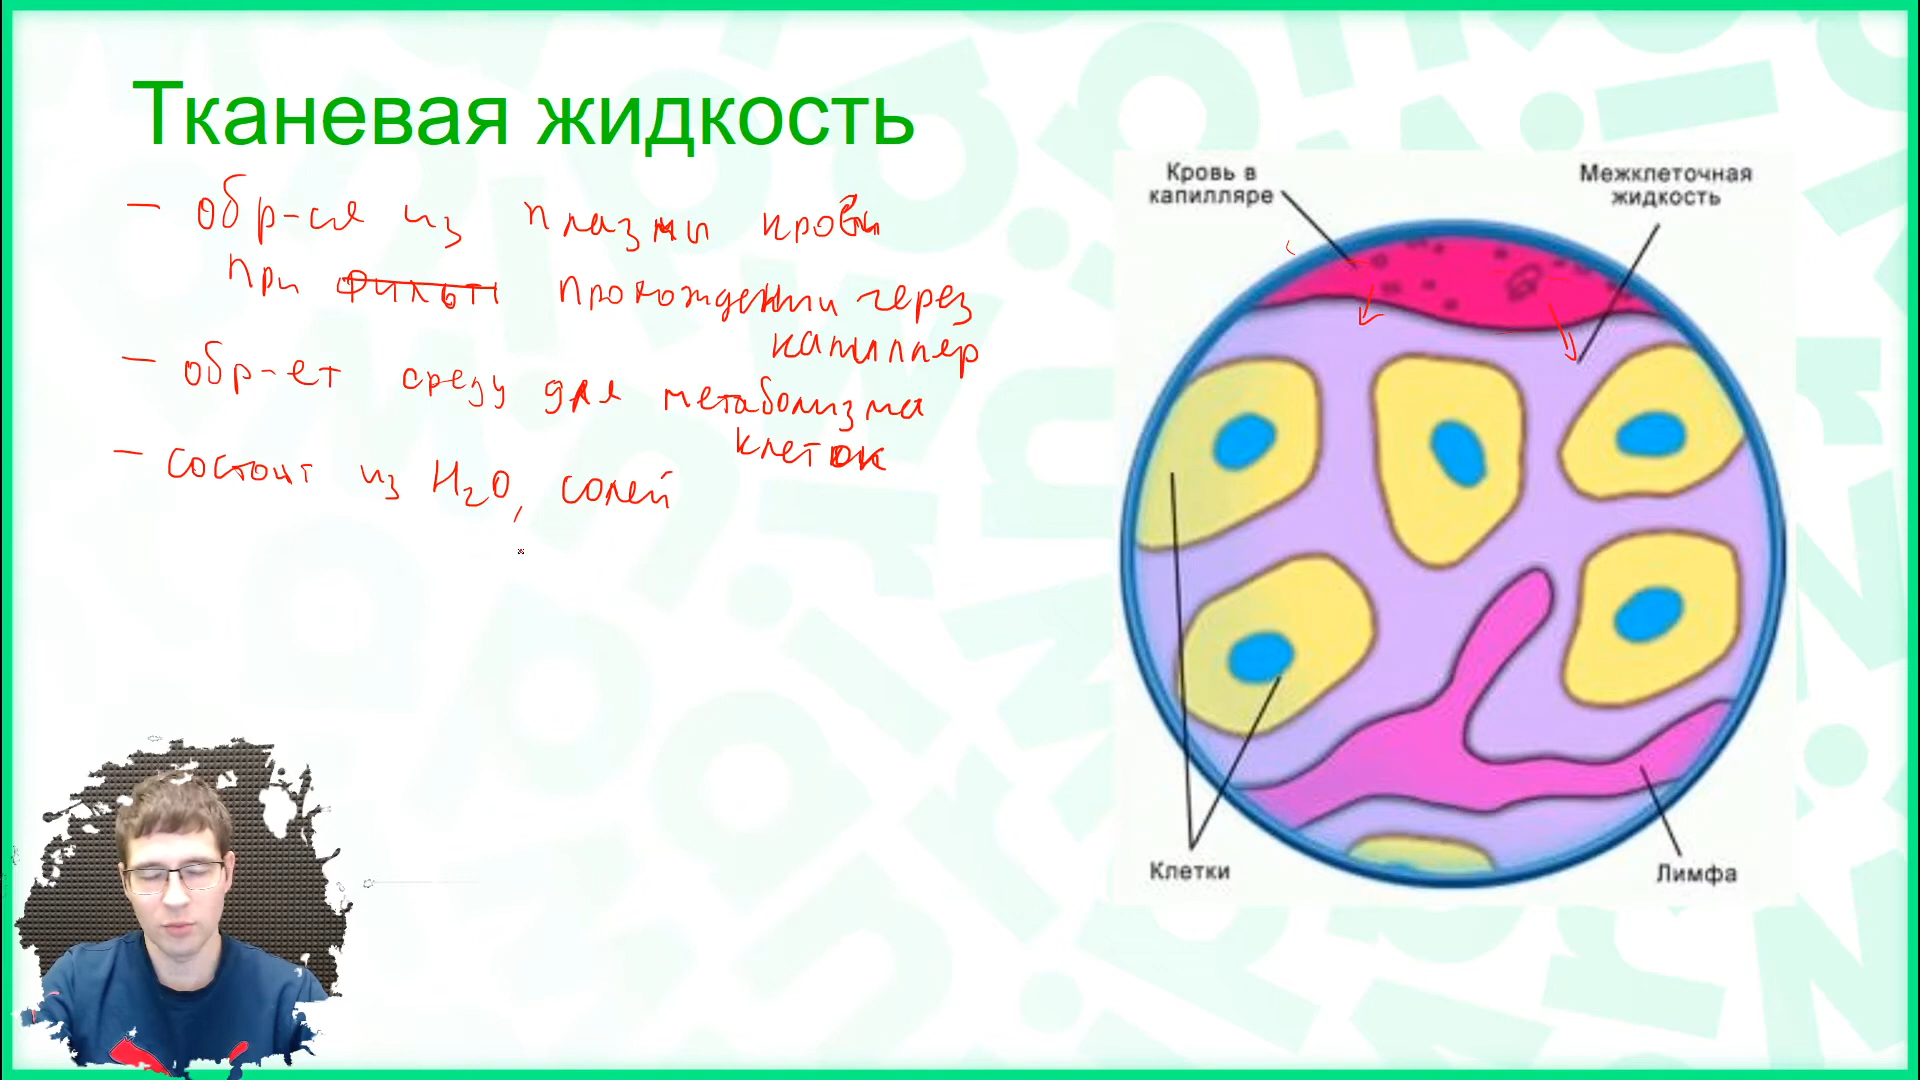 Тканевая жидкость
- обр-ся из плазмы крови
при фильт прохождении через
капилляр
- обр-ет среду для метаболизма
клеток
- состоит из H₂O, солей
Кровь в
капилляре
Межклеточная
жидкость
Клетки
Лимфа